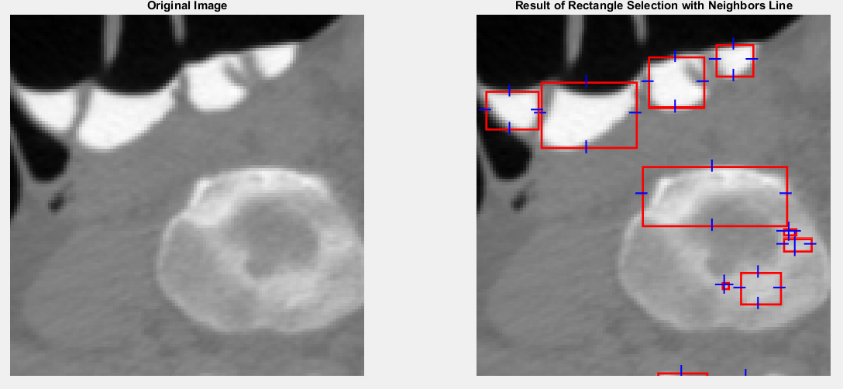 Original Image
Result of Rectangle Selection with Neighbors Line